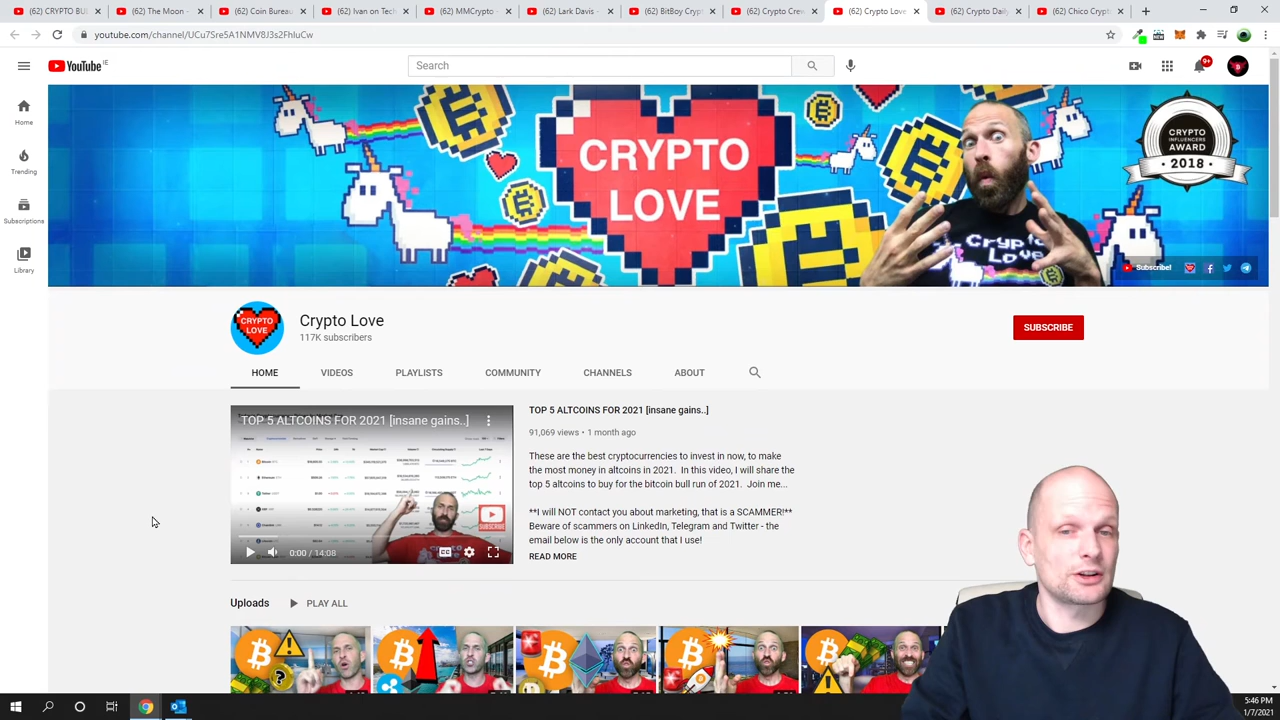 (62) CRYPTO BU
(62) The Moon -
(62) Coin Bureau
(62) Ivan on Tech
(62) MMCrypto -
(62) Lark Davis -
(62) BitBoy Crypt
(62) Crypto Crew
(62) Crypto Love
(62) Crypto Daily
(62) Chico Crypt
youtube.com/channel/UCu7Sre5A1NMV8J3s2FhluCw
YouTube IE
Search
9+
Home
Trending
Subscriptions
Library
CRYPTO
LOVE
Crypto
Love
CRYPTO
INFLUENCERS
AWARD
2018
Subscribe!
CRYPTO
LOVE
Crypto Love
117K subscribers
SUBSCRIBE
HOME
VIDEOS
PLAYLISTS
COMMUNITY
CHANNELS
ABOUT
TOP 5 ALTCOINS FOR 2021 [insane gains..]
SUBSCRIBE
0:00 / 14:08
TOP 5 ALTCOINS FOR 2021 [insane gains..]
91,069 views • 1 month ago
These are the best cryptocurrencies to invest in now, to make
the most money in altcoins in 2021. In this video, I will share the
top 5 altcoins to buy for the bitcoin bull run of 2021. Join me...
**I will NOT contact you about marketing, that is a SCAMMER!**
Beware of scammers on LinkedIn, Telegram and Twitter - the
email below is the only account that I use!
READ MORE
Uploads
PLAY ALL
5:46 PM
1/7/2021